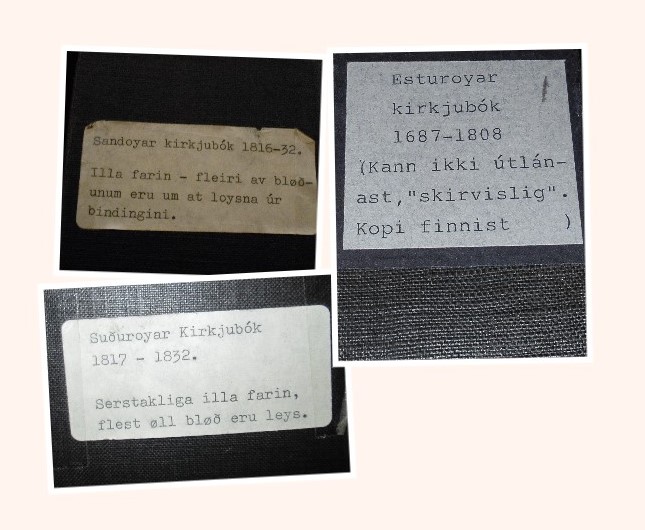 Sandoyar kirkjubók 1816-32.
Illa farin - fleiri av bløð-
unum eru um at loysna úr
bindingini.
Esturoyar
kirkjubók
1687-1808
(Kann ikki útlán-
ast,"skirvislig".
Kopi finnist )
Suðuroyar Kirkjubók
1817 - 1832.
Serstakliga illa farin,
flest øll bløð eru leys.